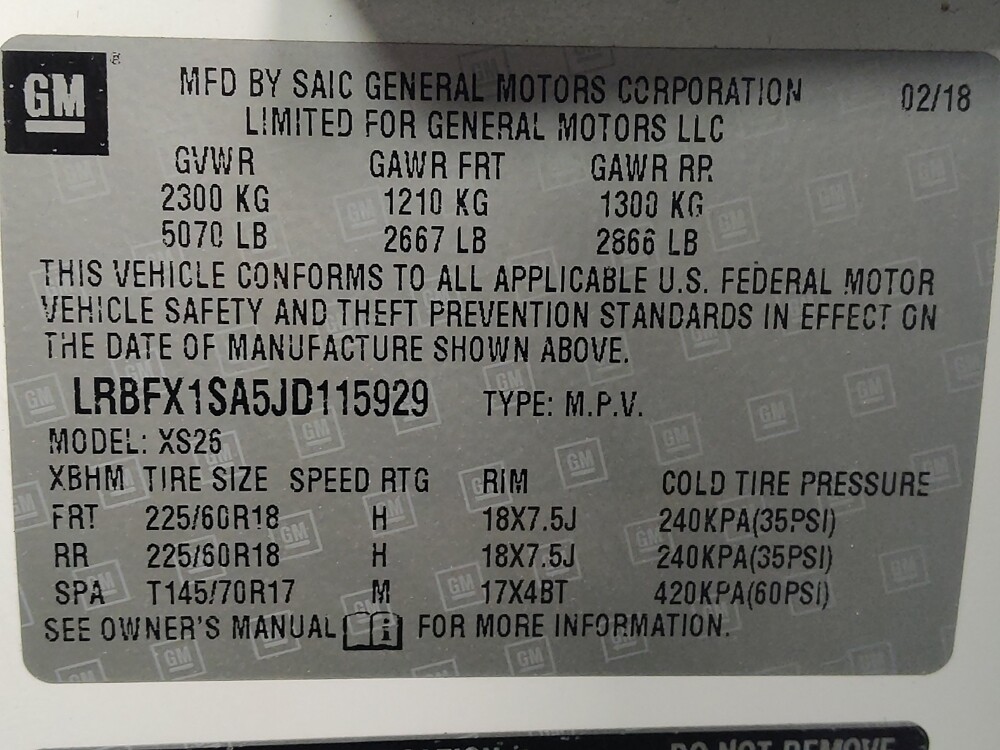 GM
MFD BY SAIC GENERAL MOTORS CORPORATION 02/18
LIMITED FOR GENERAL MOTORS LLC
GVWR GAWR FRT GAWR RR
2300 KG 1210 KG 1300 KG
5070 LB 2667 LB 2866 LB
THIS VEHICLE CONFORMS TO ALL APPLICABLE U.S. FEDERAL MOTOR
VEHICLE SAFETY AND THEFT PREVENTION STANDARDS IN EFFECT ON
THE DATE OF MANUFACTURE SHOWN ABOVE.
LRBFX1SA5JD115929 TYPE: M.P.V.
MODEL: XS26
XBHM TIRE SIZE SPEED RTG RIM COLD TIRE PRESSURE
FRT 225/60R18 H 18X7.5J 240KPA(35PSI)
RR 225/60R18 H 18X7.5J 240KPA(35PSI)
SPA T145/70R17 M 17X4BT 420KPA(60PSI)
SEE OWNER'S MANUAL i FOR MORE INFORMATION.
DO NOT REMOVE